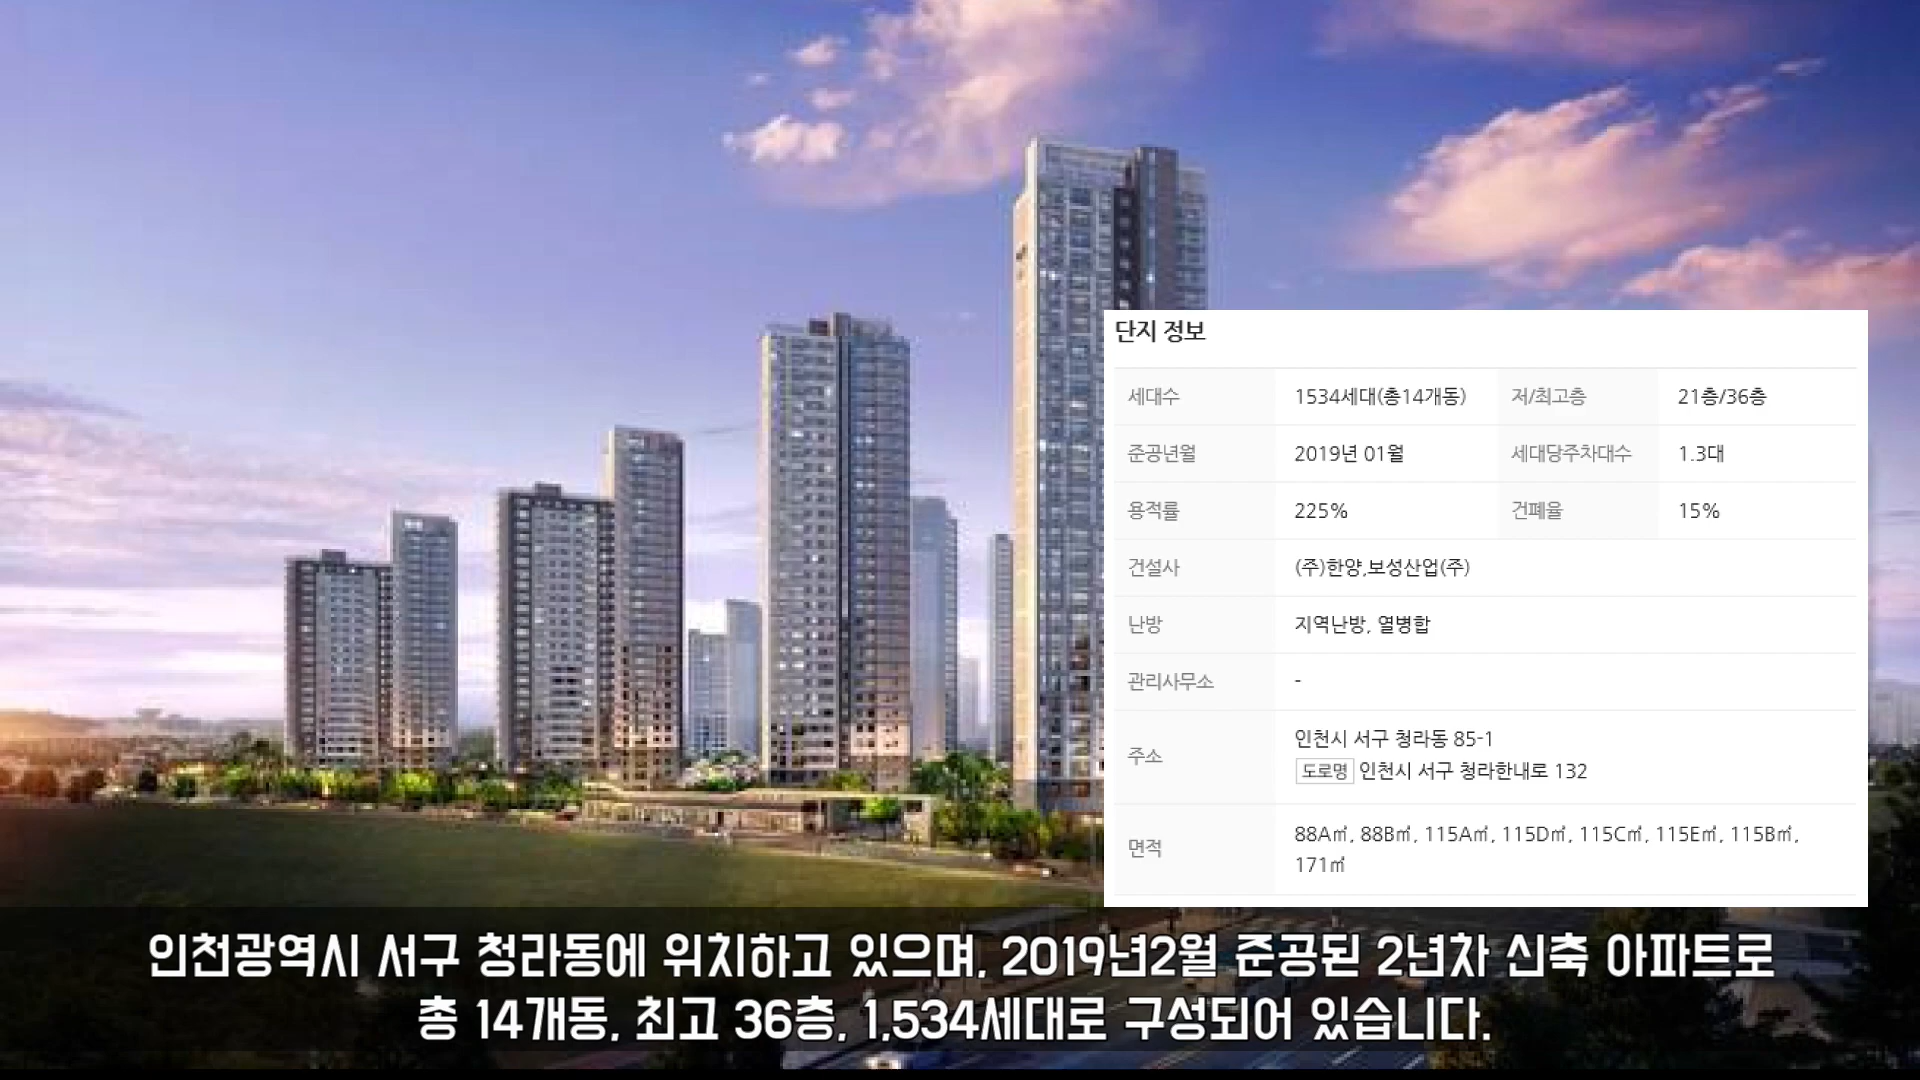 단지 정보
세대수 1534세대(총14개동) 저/최고층 21층/36층
준공년월 2019년 01월 세대당주차대수 1.3대
용적률 225% 건폐율 15%
건설사 (주)한양,보성산업(주)
난방 지역난방, 열병합
관리사무소 -
주소 인천시 서구 청라동 85-1
도로명 인천시 서구 청라한내로 132
면적 88A㎡, 88B㎡, 115A㎡, 115D㎡, 115C㎡, 115E㎡, 115B㎡,
171㎡
인천광역시 서구 청라동에 위치하고 있으며, 2019년2월 준공된 2년차 신축 아파트로
총 14개동, 최고 36층, 1,534세대로 구성되어 있습니다.